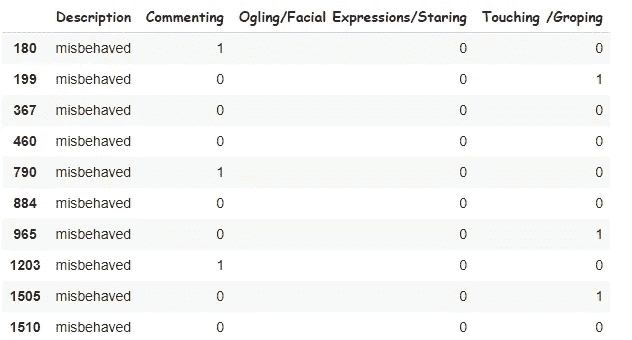 Description Commenting Ogling/Facial Expressions/Staring Touching /Groping
180 misbehaved 1 0 0
199 misbehaved 0 0 1
367 misbehaved 0 0 0
460 misbehaved 0 0 0
790 misbehaved 1 0 0
884 misbehaved 0 0 0
965 misbehaved 0 0 1
1203 misbehaved 1 0 0
1505 misbehaved 0 0 1
1510 misbehaved 0 0 0